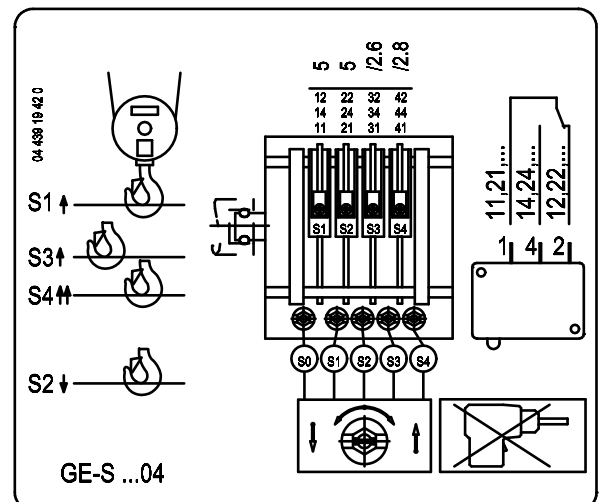 04 439 19 42 0
5 5 /2.6 /2.8
12 22 32 42
14 24 34 44
11 21 31 41
S1
S3
S4
S2
S1 S2 S3 S4
S0 S1 S2 S3 S4
11,21,...
14,24,...
12,22,...
1 4 2
GE-S ...04